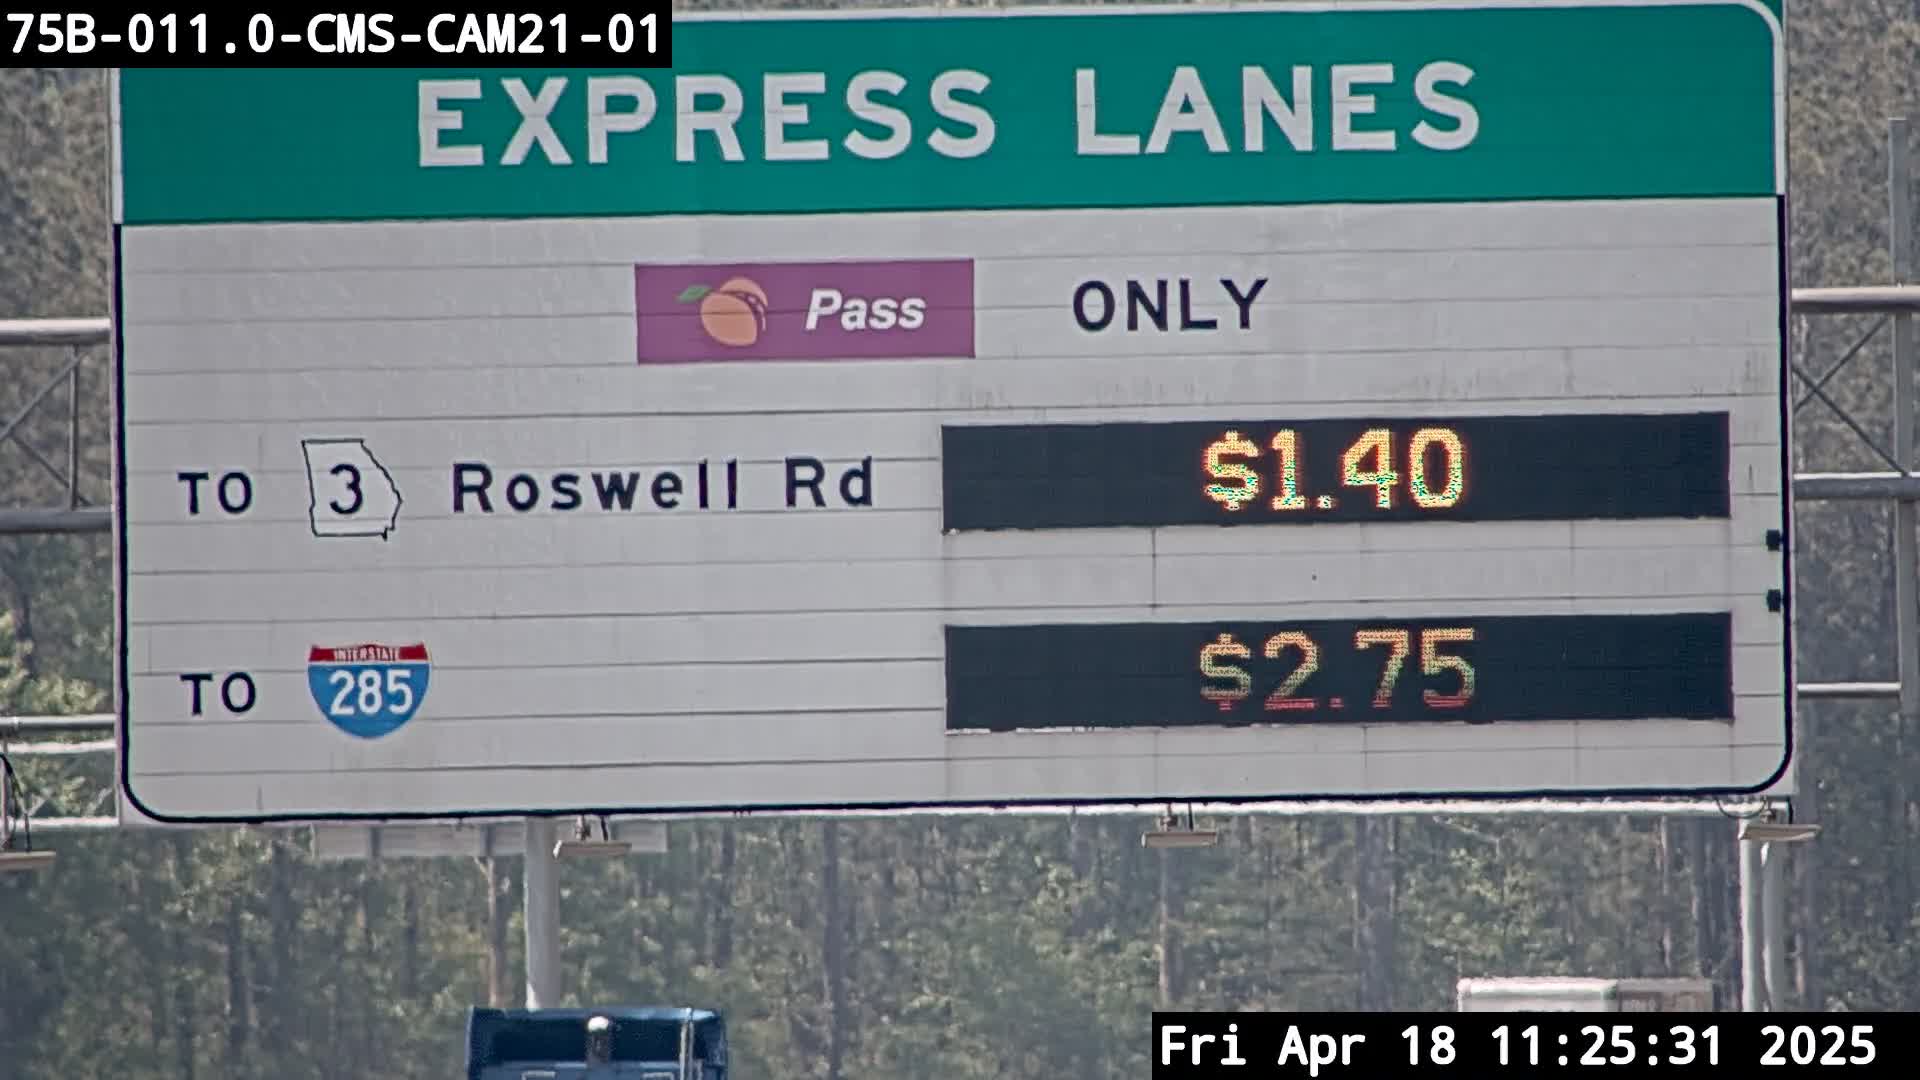 75B-011.0-CMS-CAM21-01
EXPRESS LANES
Pass ONLY
TO 3 Roswell Rd $1.40
INTERSTATE
TO 285 $2.75
Fri Apr 18 11:25:31 2025